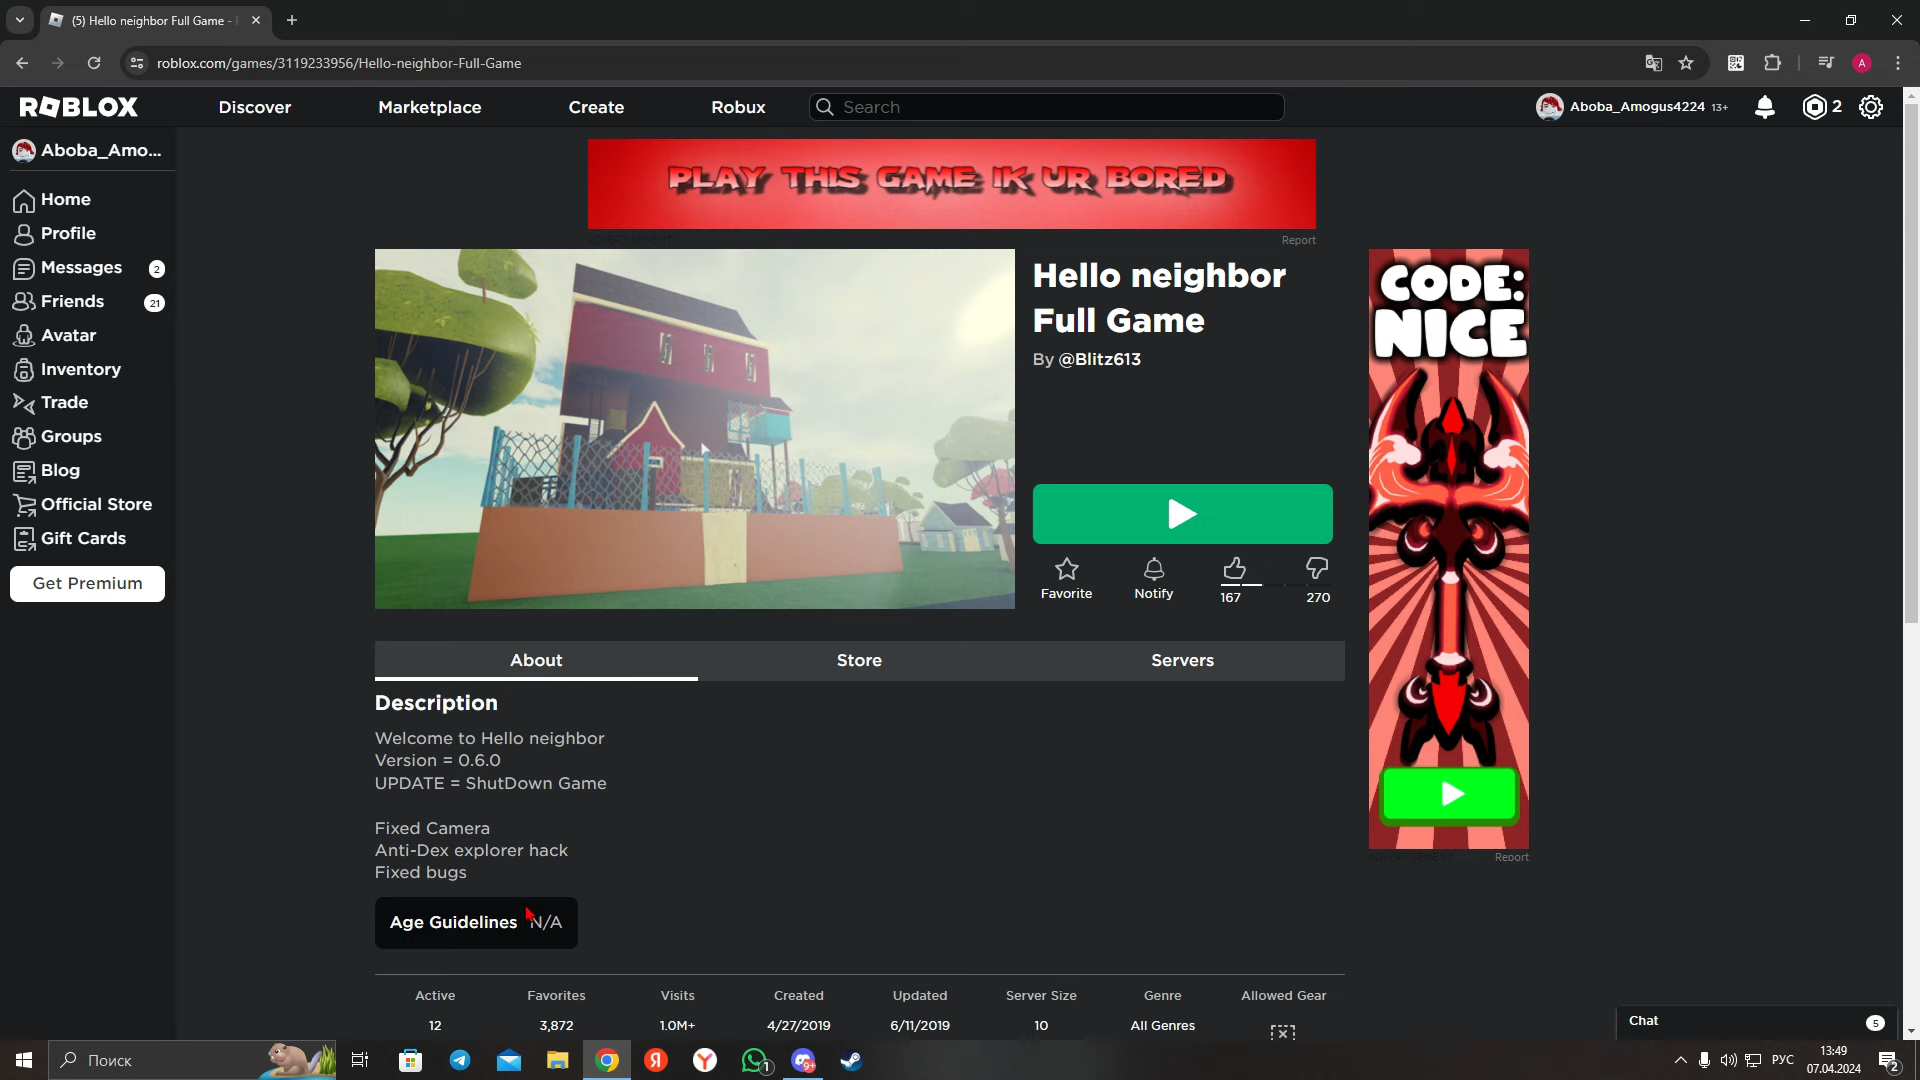 (5) Hello neighbor Full Game -
roblox.com/games/3119233956/Hello-neighbor-Full-Game
A
ROBLOX
Discover
Marketplace
Create
Robux
Search
Aboba_Amogus4224 13+
2
Aboba_Amo...
Home
Profile
Messages 2
Friends 21
Avatar
Inventory
Trade
Groups
Blog
Official Store
Gift Cards
Get Premium
PLAY THIS GAME IK UR BORED
ADVERTISEMENT
Report
Hello neighbor
Full Game
By @Blitz613
Favorite
Notify
167
270
CODE:
NICE
ADVERTISEMENT
Report
About
Store
Servers
Description
Welcome to Hello neighbor
Version = 0.6.0
UPDATE = ShutDown Game
Fixed Camera
Anti-Dex explorer hack
Fixed bugs
Age Guidelines N/A
Active Favorites Visits Created Updated Server Size Genre Allowed Gear
12 3,872 1.0M+ 4/27/2019 6/11/2019 10 All Genres
Chat 5
Поиск
Я
Y
1
9+
РУС
13:49
07.04.2024
2